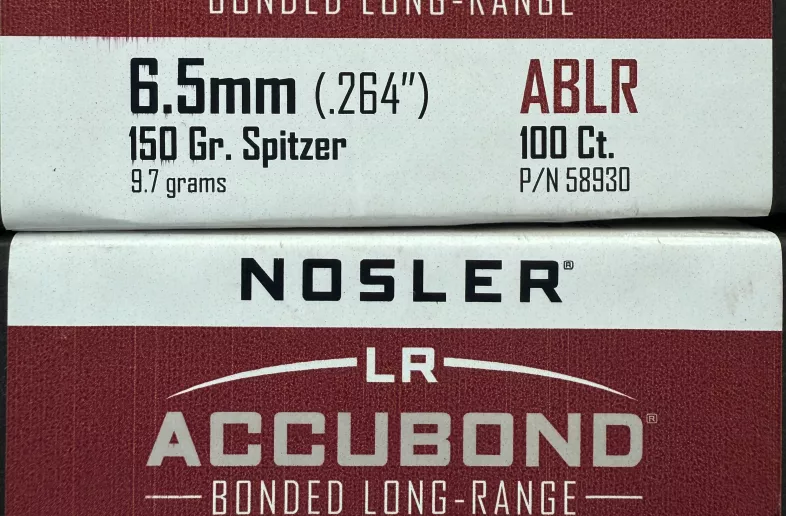 BONDED LONG-RANGE
6.5mm (.264") ABLR
150 Gr. Spitzer 100 Ct.
9.7 grams P/N 58930
NOSLER®
LR
ACCUBOND®
BONDED LONG-RANGE